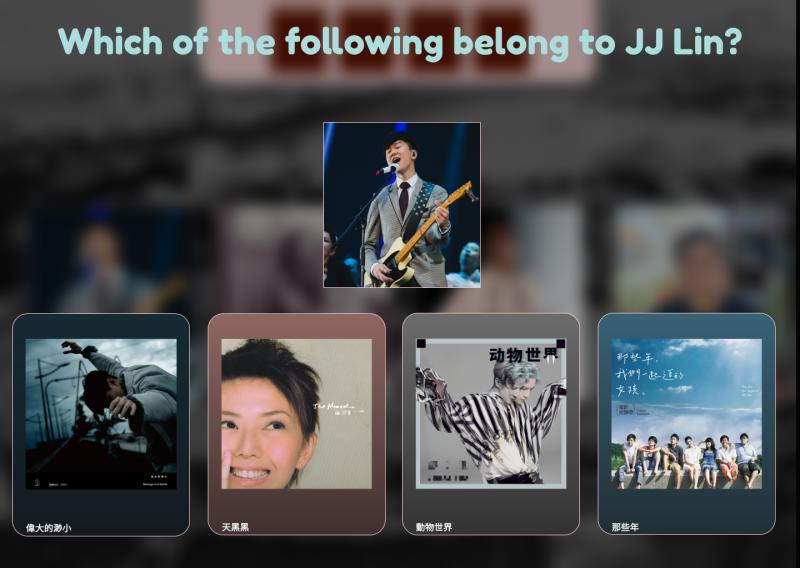 Which of the following belong to JJ Lin?
The Moment...
动物世界
那些年,
我們一起追的
女孩。
偉大的渺小
天黑黑
動物世界
那些年